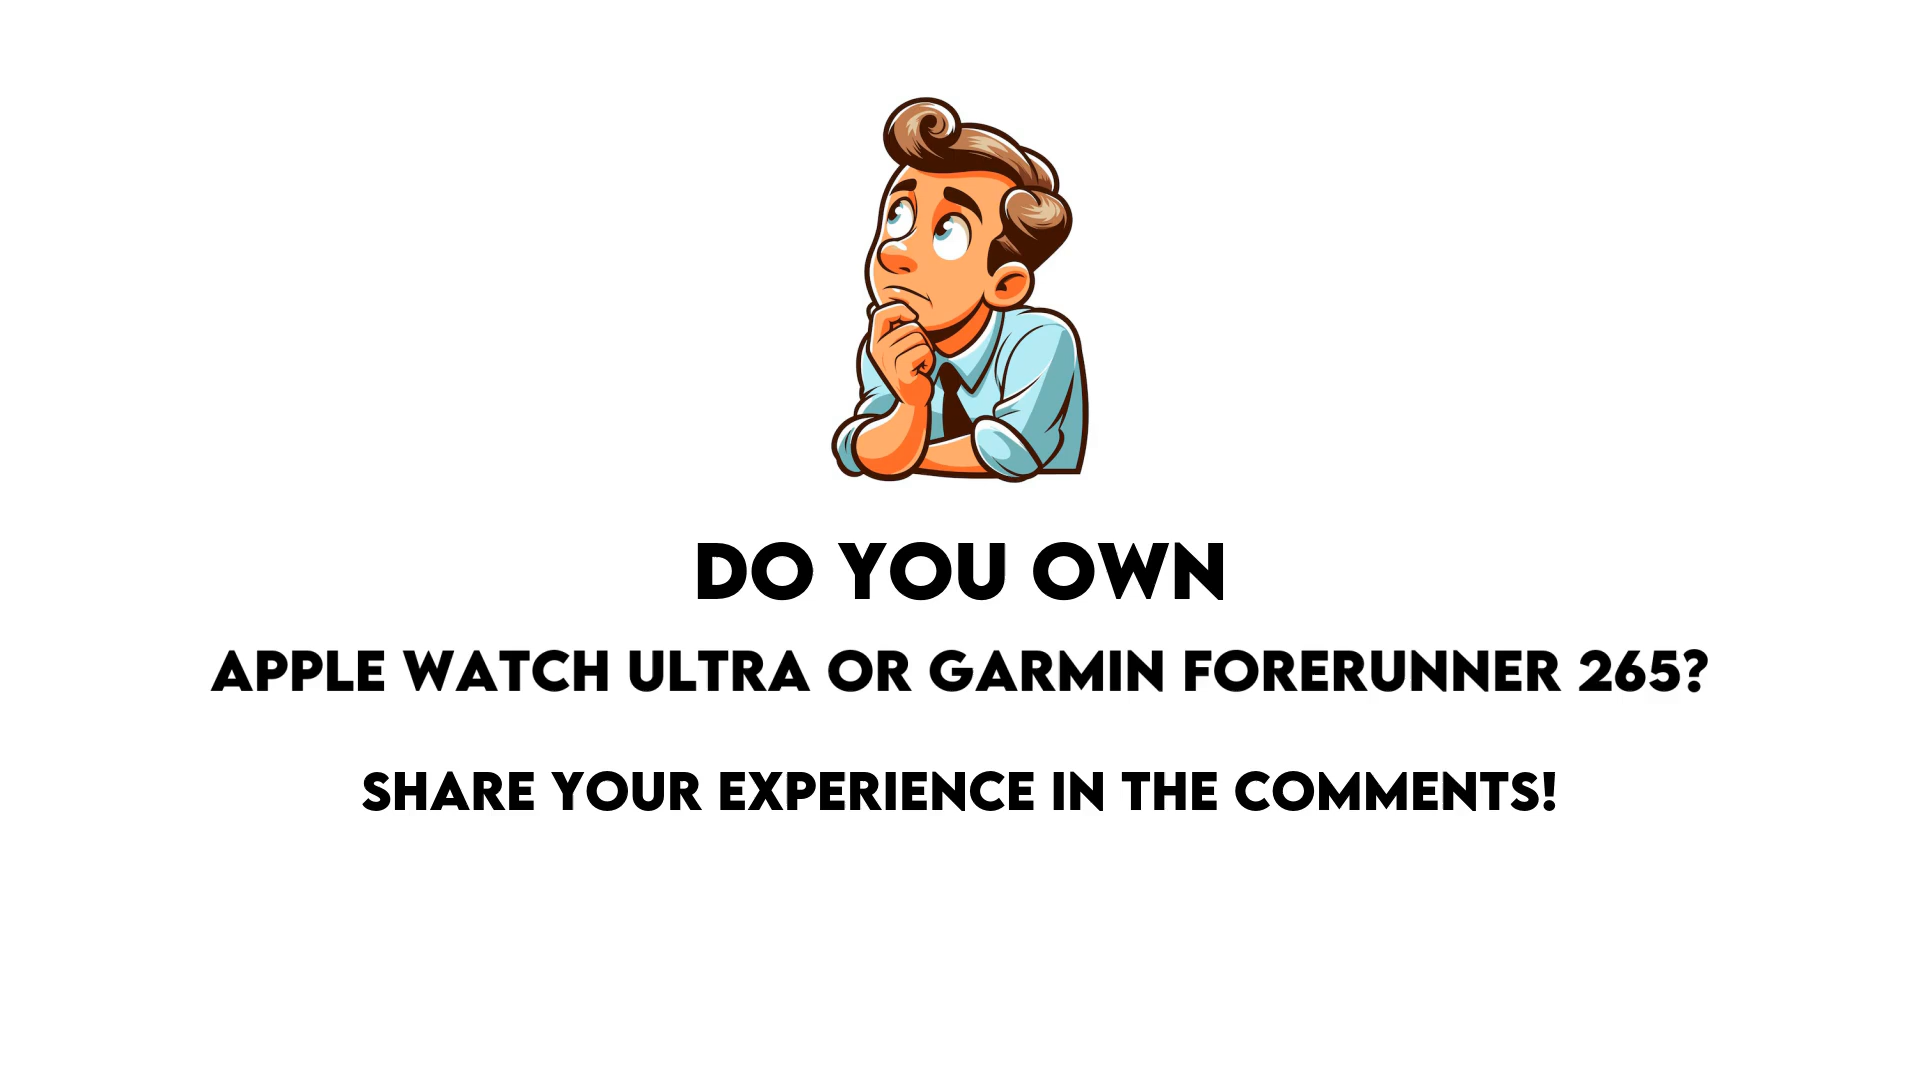 DO YOU OWN
APPLE WATCH ULTRA OR GARMIN FORERUNNER 265?
SHARE YOUR EXPERIENCE IN THE COMMENTS!